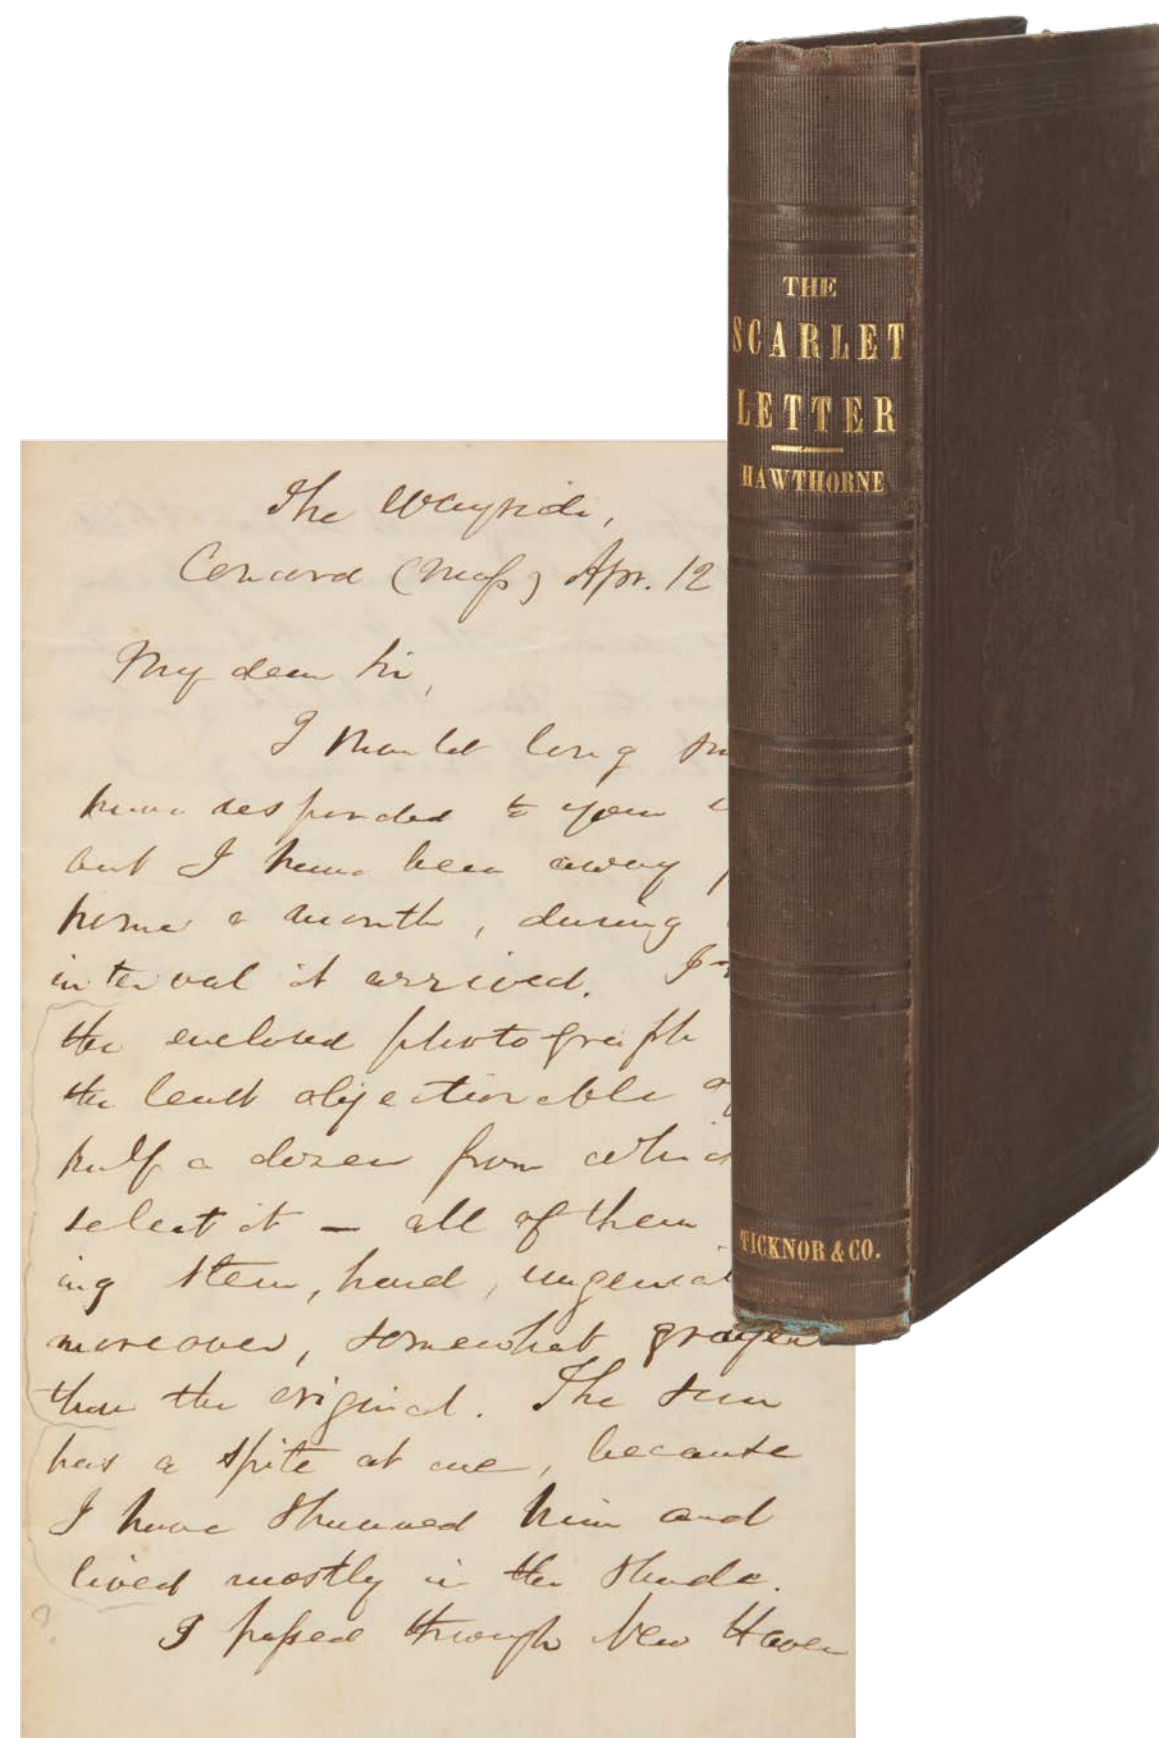 THE
SCARLET
LETTER
HAWTHORNE
TICKNOR & CO.
The Wayside,
Concord (Mass) Apr. 12
My dear Sir,
I should long
have responded to your
but I have been away
home a month, during
interval it arrived.
the enclosed photograph
the least objectionable of
half a dozen from which
select it — all of them
ing stern, hard, ungenial
moreover, somewhat grayer
than the original. The sun
has a spite at me, because
I have shunned him and
lived mostly in the shade.
I passed through New Haven